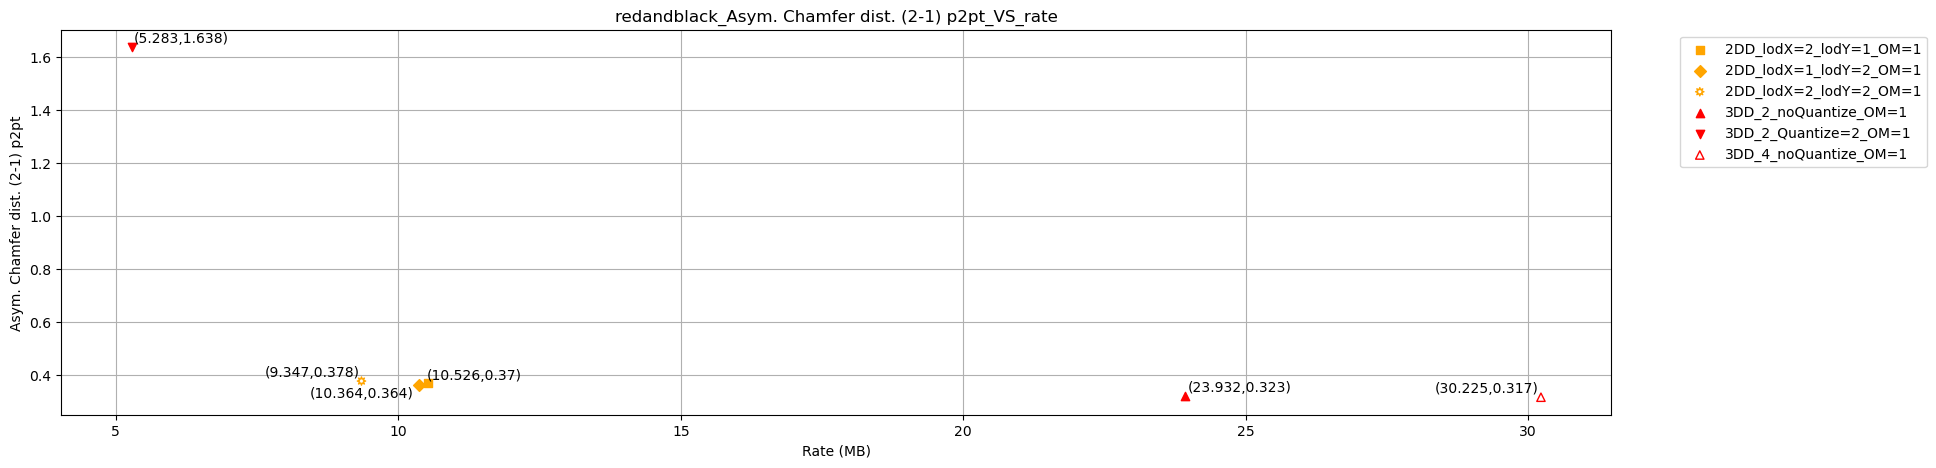 redandblack_Asym. Chamfer dist. (2-1) p2pt_VS_rate
Asym. Chamfer dist. (2-1) p2pt
1.6
1.4
1.2
1.0
0.8
0.6
0.4
(5.283,1.638)
(9.347,0.378)
(10.364,0.364)
(10.526,0.37)
(23.932,0.323)
(30.225,0.317)
5
10
15
20
25
30
Rate (MB)
2DD_lodX=2_lodY=1_OM=1
2DD_lodX=1_lodY=2_OM=1
2DD_lodX=2_lodY=2_OM=1
3DD_2_noQuantize_OM=1
3DD_2_Quantize=2_OM=1
3DD_4_noQuantize_OM=1